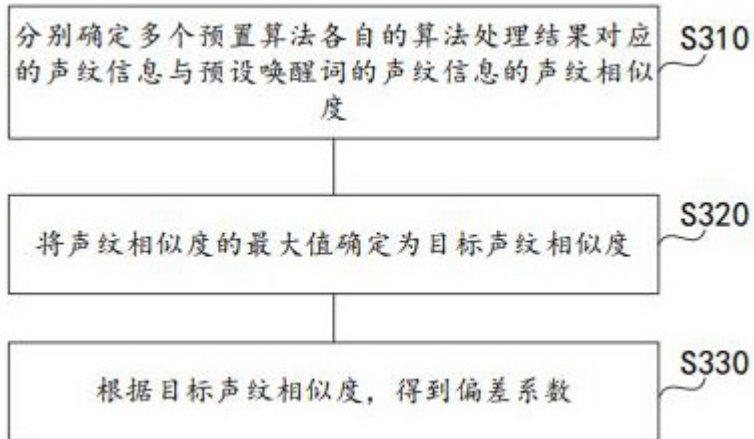 分别确定多个预置算法各自的算法处理结果对应
的声纹信息与预设唤醒词的声纹信息的声纹相似
度
S310
将声纹相似度的最大值确定为目标声纹相似度
S320
根据目标声纹相似度，得到偏差系数
S330